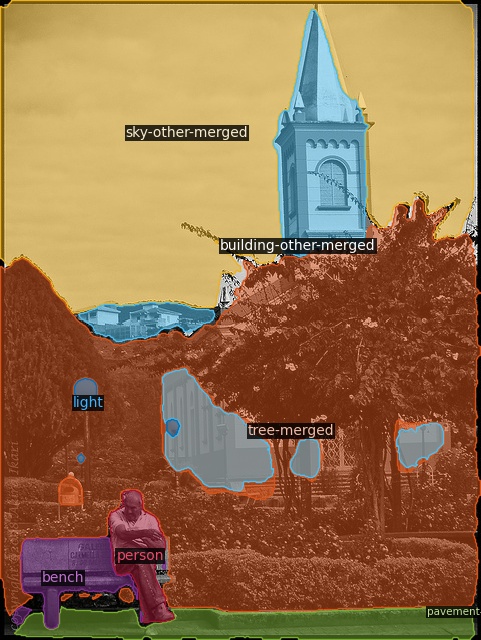 sky-other-merged
building-other-merged
light
tree-merged
person
bench
pavement-